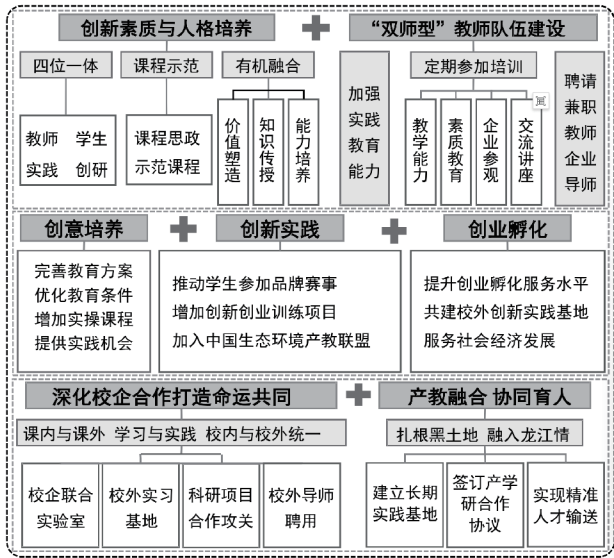 创新素质与人格培养
“双师型”教师队伍建设
四位一体
课程示范
有机融合
教师 学生
实践 创研
课程思政
示范课程
价值塑造
知识传授
能力培养
加强
实践
教育
能力
定期参加培训
教学能力
素质教育
企业参观
交流讲座
聘请
兼职
教师
企业
导师
创意培养
创新实践
创业孵化
完善教育方案
优化教育条件
增加实操课程
提供实践机会
推动学生参加品牌赛事
增加创新创业训练项目
加入中国生态环境产教联盟
提升创业孵化服务水平
共建校外创新实践基地
服务社会经济发展
深化校企合作打造命运共同
产教融合 协同育人
课内与课外 学习与实践 校内与校外统一
扎根黑土地 融入龙江情
校企联合
实验室
校外实习
基地
科研项目
合作攻关
校外导师
聘用
建立长期
实践基地
签订产学
研合作
协议
实现精准
人才输送